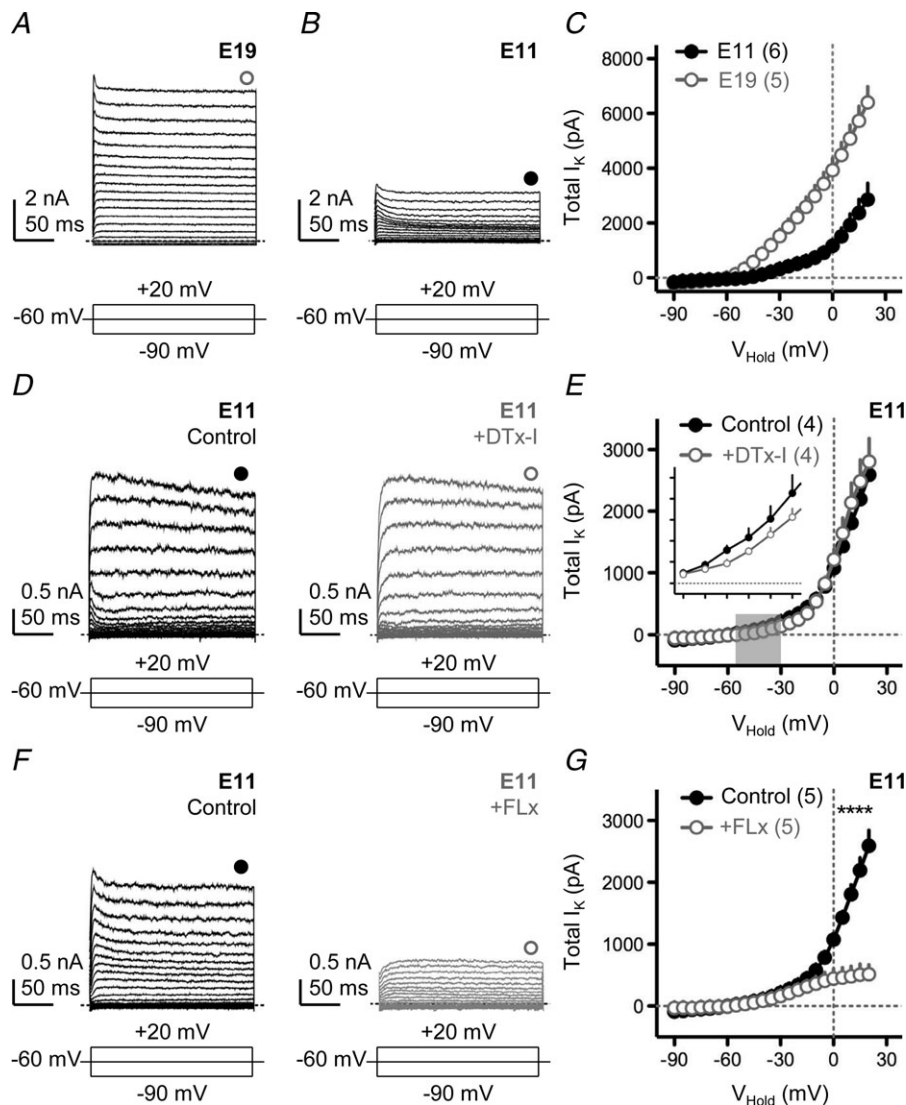 A
E19
2 nA
50 ms
+20 mV
-60 mV
-90 mV
B
E11
2 nA
50 ms
+20 mV
-60 mV
-90 mV
C
E11 (6)
E19 (5)
Total I_K (pA)
8000
6000
4000
2000
0
-90 -60 -30 0 30
V_Hold (mV)
D
E11
Control
0.5 nA
50 ms
+20 mV
-60 mV
-90 mV
E11
+DTx-I
0.5 nA
50 ms
+20 mV
-60 mV
-90 mV
E
E11
Control (4)
+DTx-I (4)
Total I_K (pA)
3000
2000
1000
0
-90 -60 -30 0 30
V_Hold (mV)
F
E11
Control
0.5 nA
50 ms
+20 mV
-60 mV
-90 mV
E11
+FLx
0.5 nA
50 ms
+20 mV
-60 mV
-90 mV
G
E11
Control (5)
+FLx (5)
****
Total I_K (pA)
3000
2000
1000
0
-90 -60 -30 0 30
V_Hold (mV)